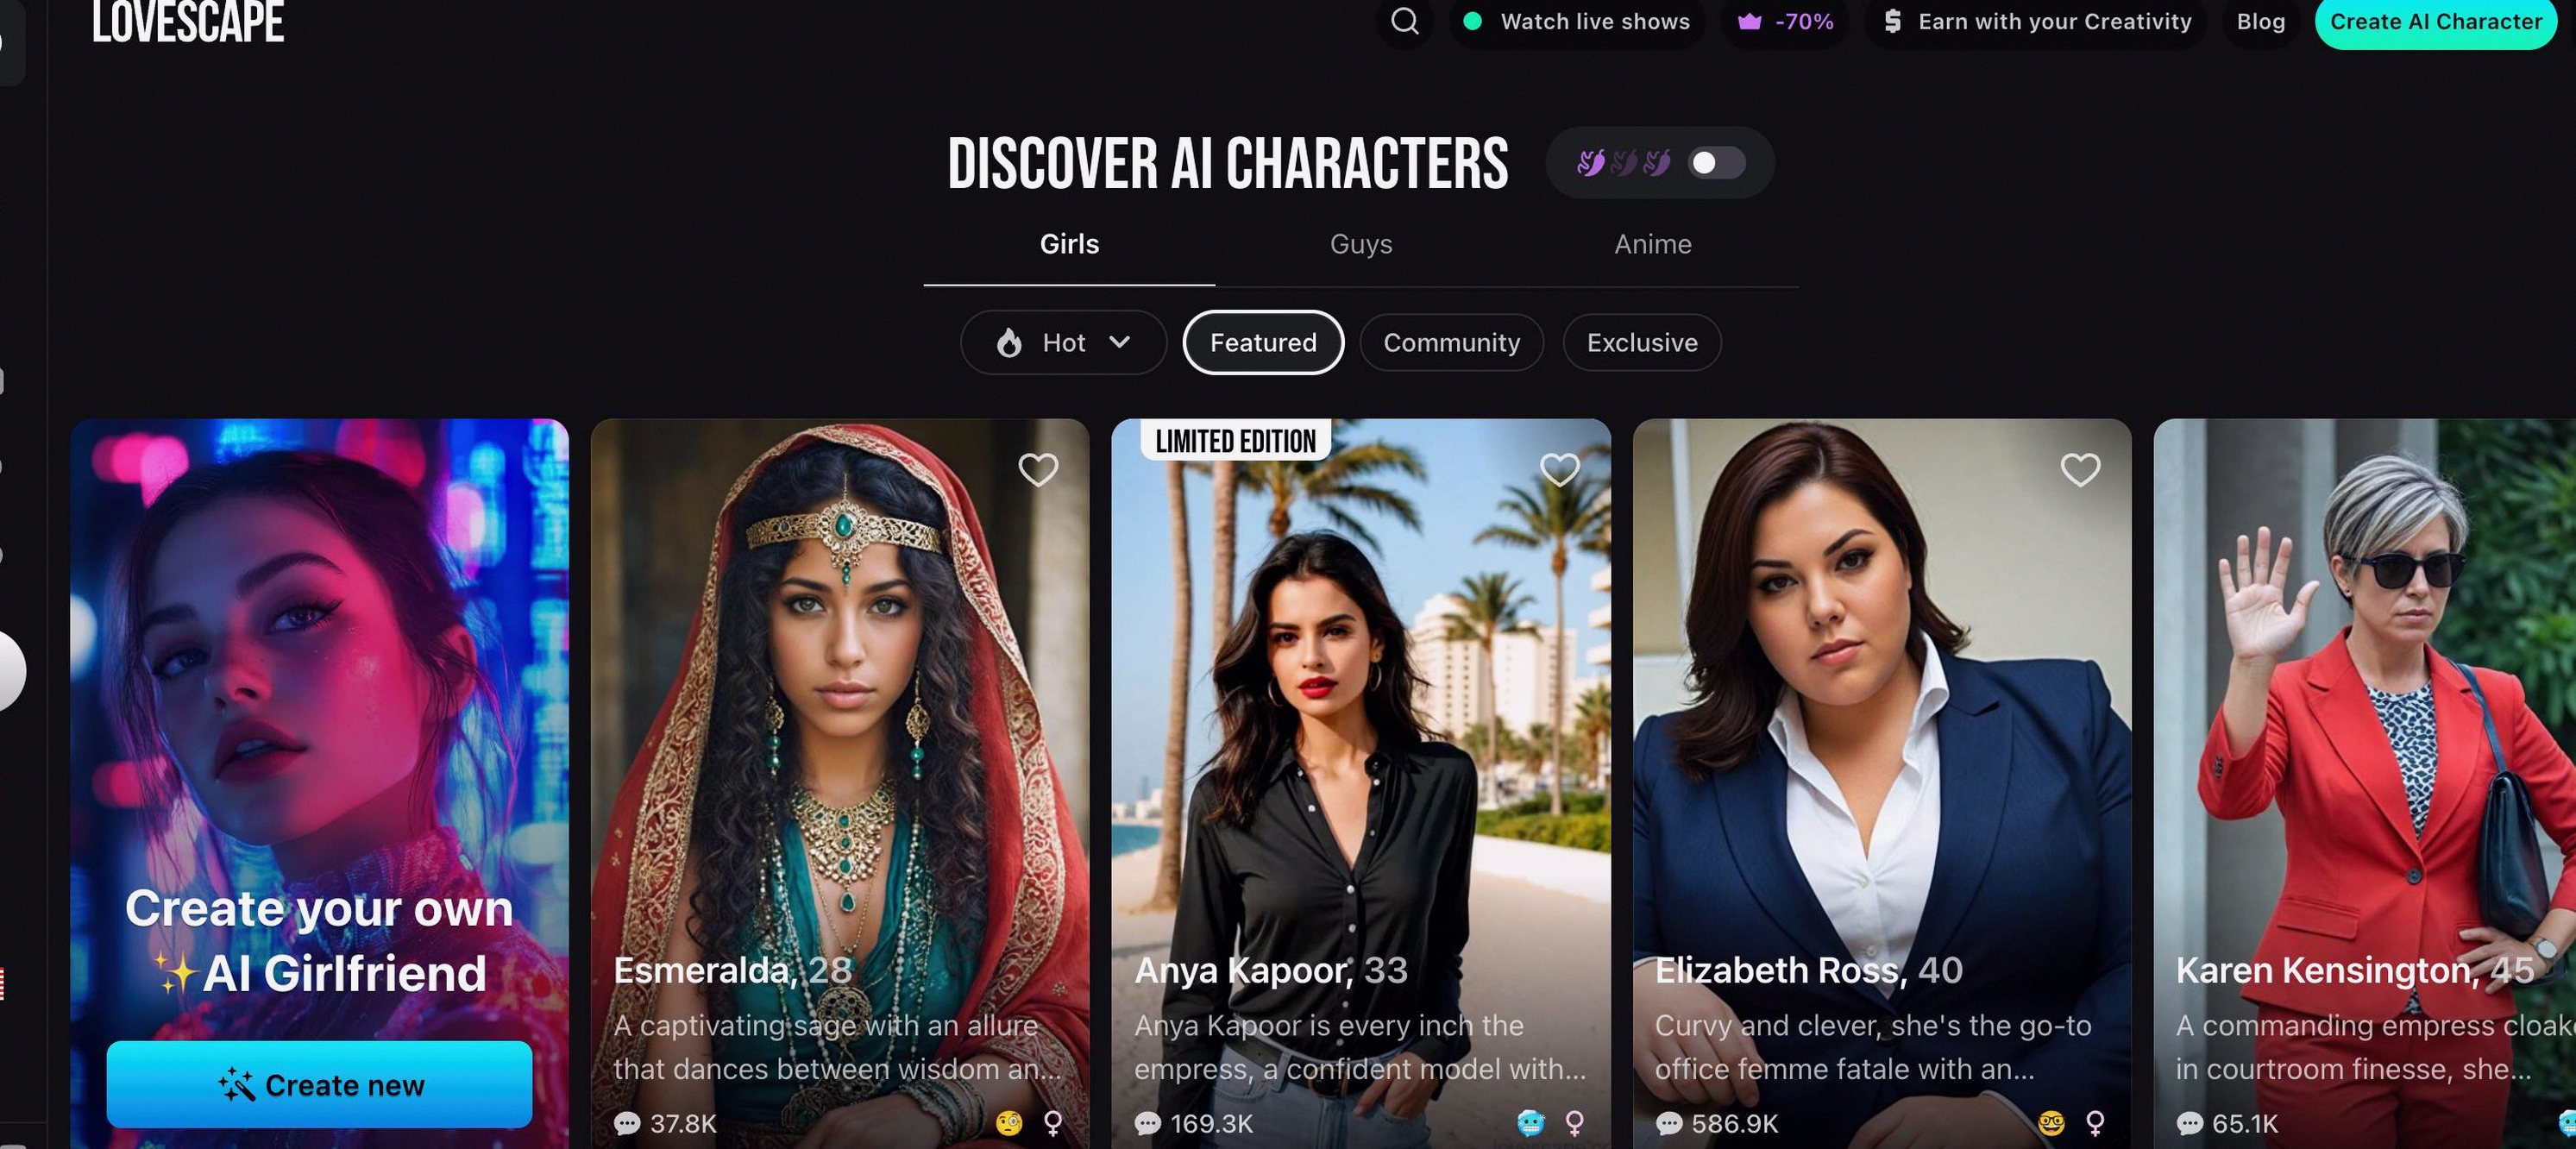 LOVESCAPE
Watch live shows
-70%
Earn with your Creativity
Blog
Create AI Character
DISCOVER AI CHARACTERS
Girls
Guys
Anime
Hot
Featured
Community
Exclusive
Create your own
✨AI Girlfriend
Create new
Esmeralda, 28
A captivating sage with an allure
that dances between wisdom an...
37.8K
LIMITED EDITION
Anya Kapoor, 33
Anya Kapoor is every inch the
empress, a confident model with...
169.3K
Elizabeth Ross, 40
Curvy and clever, she's the go-to
office femme fatale with an...
586.9K
Karen Kensington, 45
A commanding empress cloak
in courtroom finesse, she...
65.1K